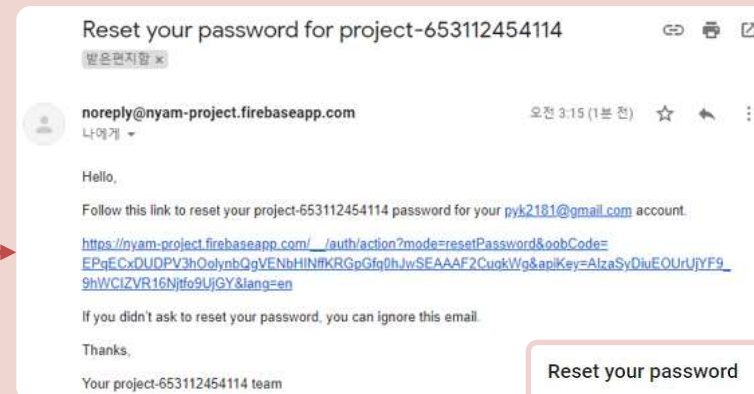 Reset your password for project-653112454114
받은편지함 ×
noreply@nyam-project.firebaseapp.com
오전 3:15 (1분 전)
나에게
Hello,
Follow this link to reset your project-653112454114 password for your pyk2181@gmail.com account.
https://nyam-project.firebaseapp.com/__/auth/action?mode=resetPassword&oobCode=
EPqECxDUDPV3hOolynbQgVENbHINffKRGpGfq0hJwSEAAAF2CuqkWg&apiKey=AIzaSyDiuEOUrUjYF9_
9hWCIZVR16Njtfo9UjGY&lang=en
If you didn't ask to reset your password, you can ignore this email.
Thanks,
Your project-653112454114 team
Reset your password